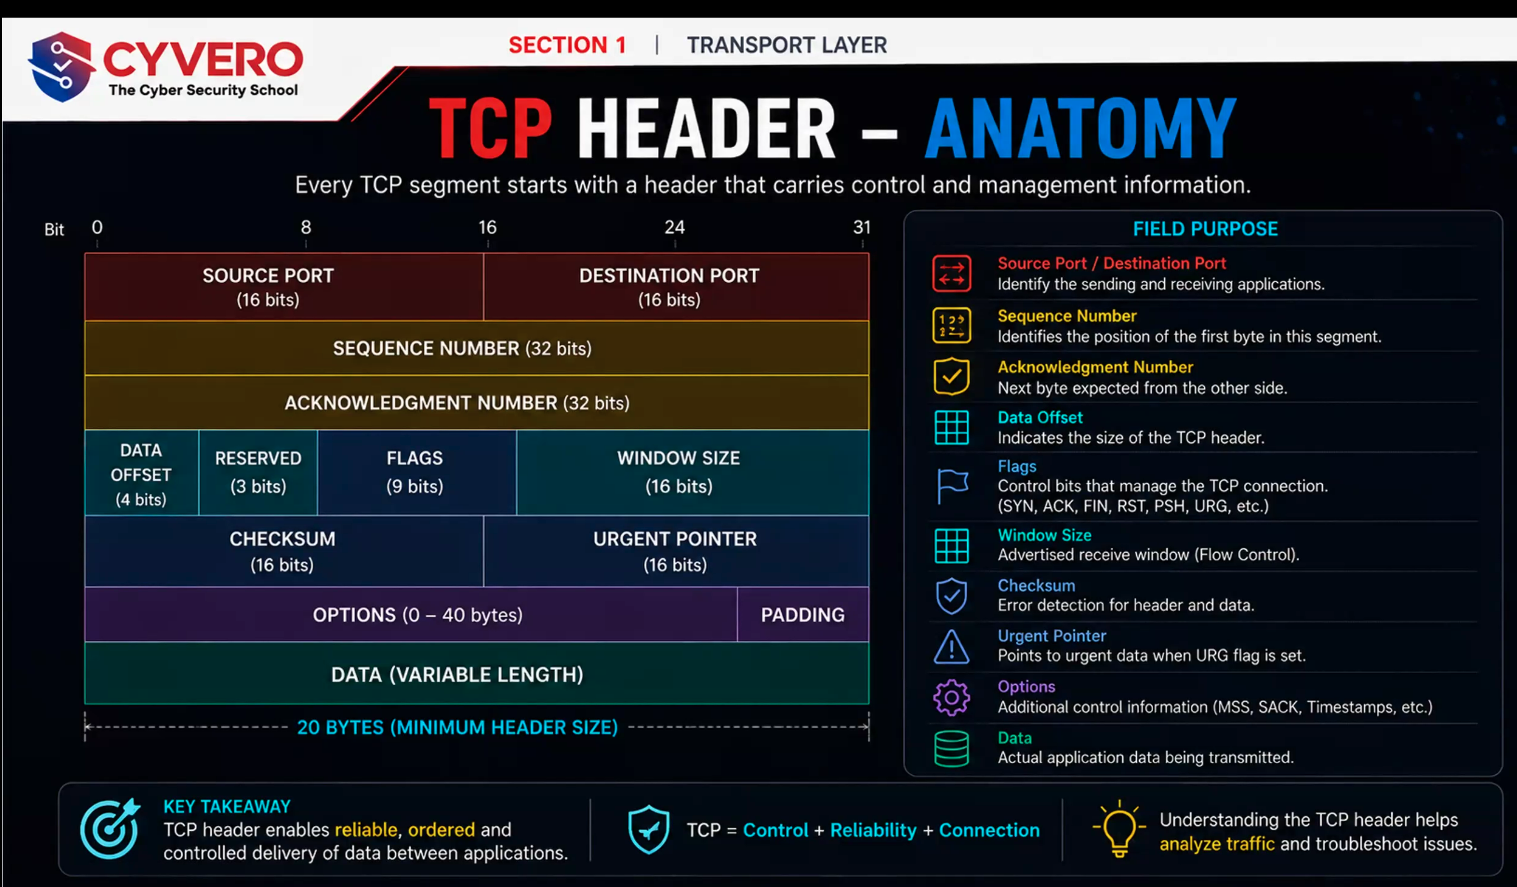 CYVERO
The Cyber Security School
SECTION 1 | TRANSPORT LAYER
TCP HEADER – ANATOMY
Every TCP segment starts with a header that carries control and management information.
Bit 0 8 16 24 31
SOURCE PORT
(16 bits)
DESTINATION PORT
(16 bits)
SEQUENCE NUMBER (32 bits)
ACKNOWLEDGMENT NUMBER (32 bits)
DATA
OFFSET
(4 bits)
RESERVED
(3 bits)
FLAGS
(9 bits)
WINDOW SIZE
(16 bits)
CHECKSUM
(16 bits)
URGENT POINTER
(16 bits)
OPTIONS (0 – 40 bytes)
PADDING
DATA (VARIABLE LENGTH)
20 BYTES (MINIMUM HEADER SIZE)
FIELD PURPOSE
Source Port / Destination Port
Identify the sending and receiving applications.
Sequence Number
Identifies the position of the first byte in this segment.
Acknowledgment Number
Next byte expected from the other side.
Data Offset
Indicates the size of the TCP header.
Flags
Control bits that manage the TCP connection.
(SYN, ACK, FIN, RST, PSH, URG, etc.)
Window Size
Advertised receive window (Flow Control).
Checksum
Error detection for header and data.
Urgent Pointer
Points to urgent data when URG flag is set.
Options
Additional control information (MSS, SACK, Timestamps, etc.)
Data
Actual application data being transmitted.
KEY TAKEAWAY
TCP header enables reliable, ordered and
controlled delivery of data between applications.
TCP = Control + Reliability + Connection
Understanding the TCP header helps
analyze traffic and troubleshoot issues.